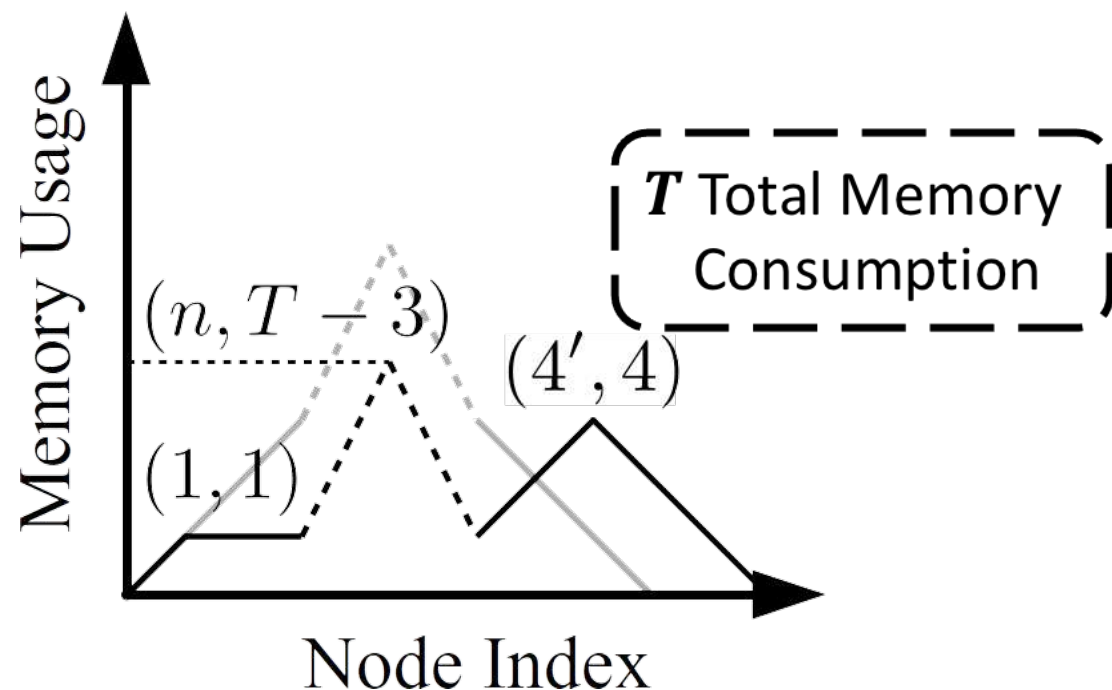 Memory Usage
T Total Memory
Consumption
(n, T − 3)
(4′, 4)
(1, 1)
Node Index